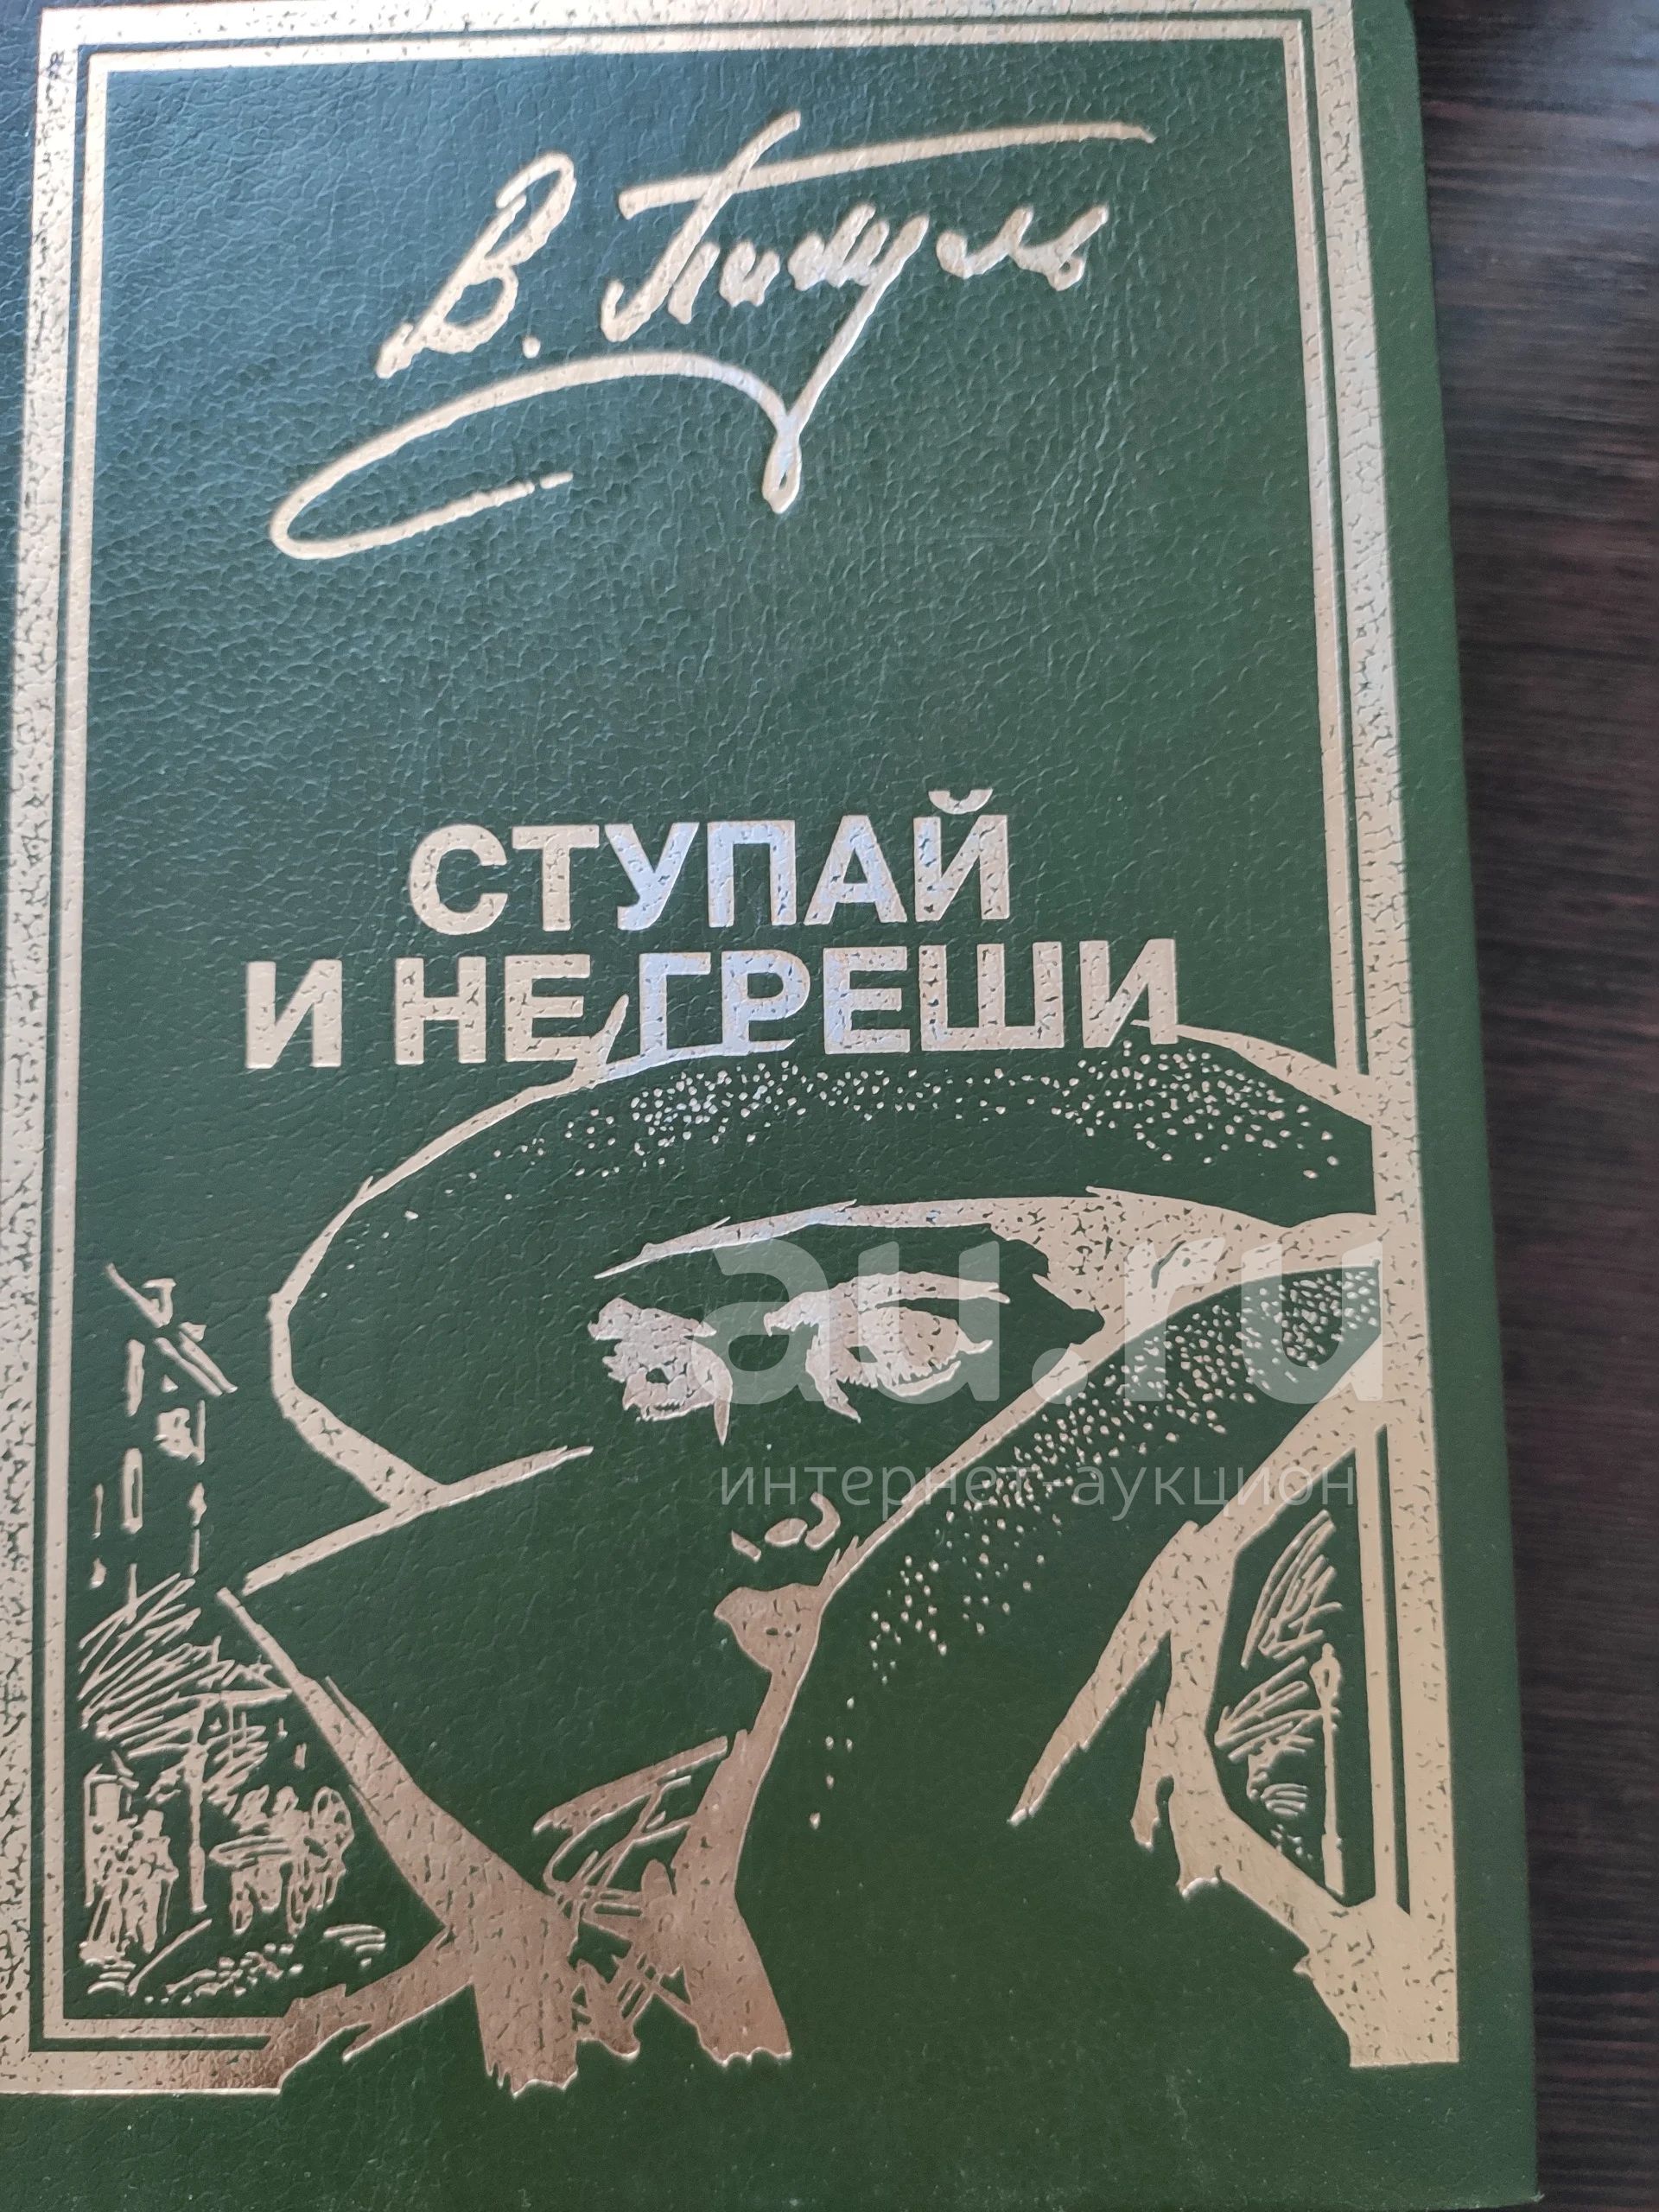 В. Пикуль
СТУПАЙ
И НЕ ГРЕШИ
au.ru
интернет-аукцион